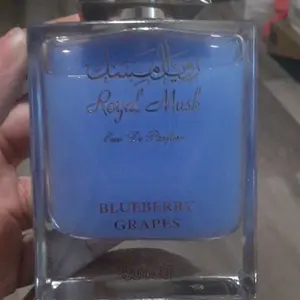 رويال مسك
Royal Musk
Eau De Parfum
BLUEBERRY
GRAPES